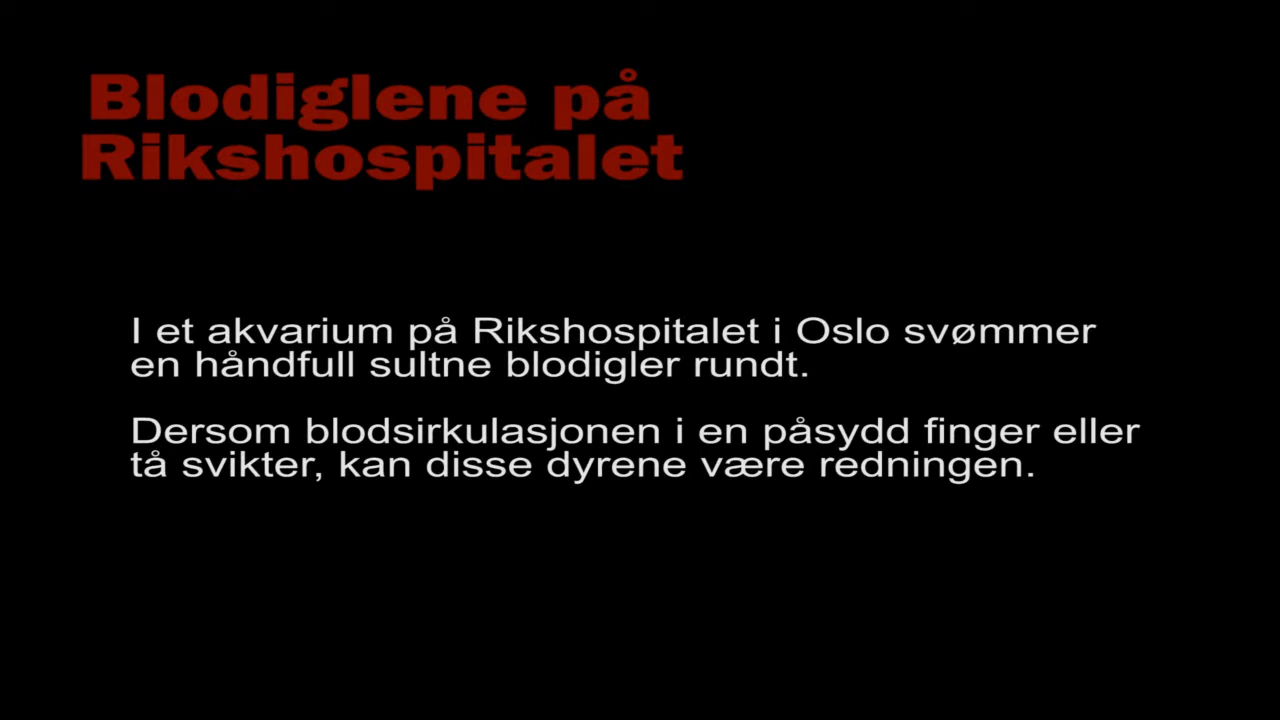 Blodiglene på
Rikshospitalet
I et akvarium på Rikshospitalet i Oslo svømmer
en håndfull sultne blodigler rundt.
Dersom blodsirkulasjonen i en påsydd finger eller
tå svikter, kan disse dyrene være redningen.